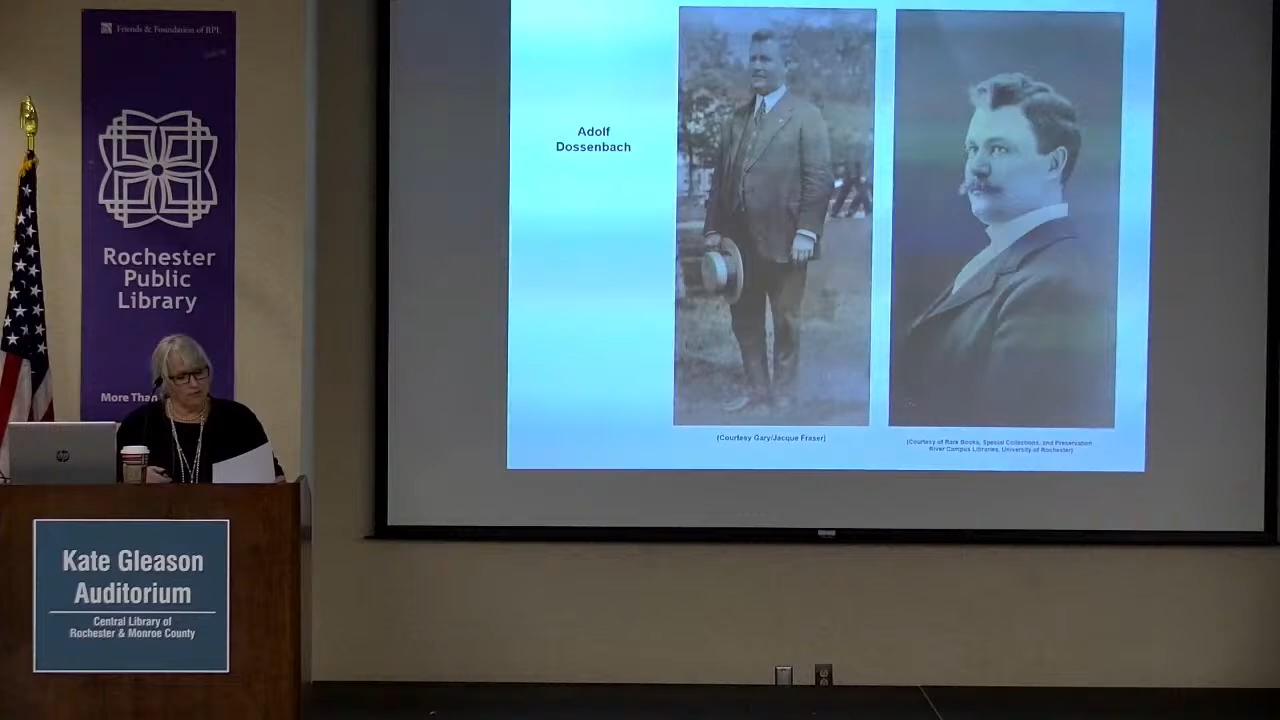 Friends & Foundation of RPL
Rochester
Public
Library
More Than
Adolf
Dossenbach
(Courtesy Gary/Jacque Fraser)
(Courtesy of Rare Books, Special Collections, and Preservation
River Campus Libraries, University of Rochester)
hp
Kate Gleason
Auditorium
Central Library of
Rochester & Monroe County